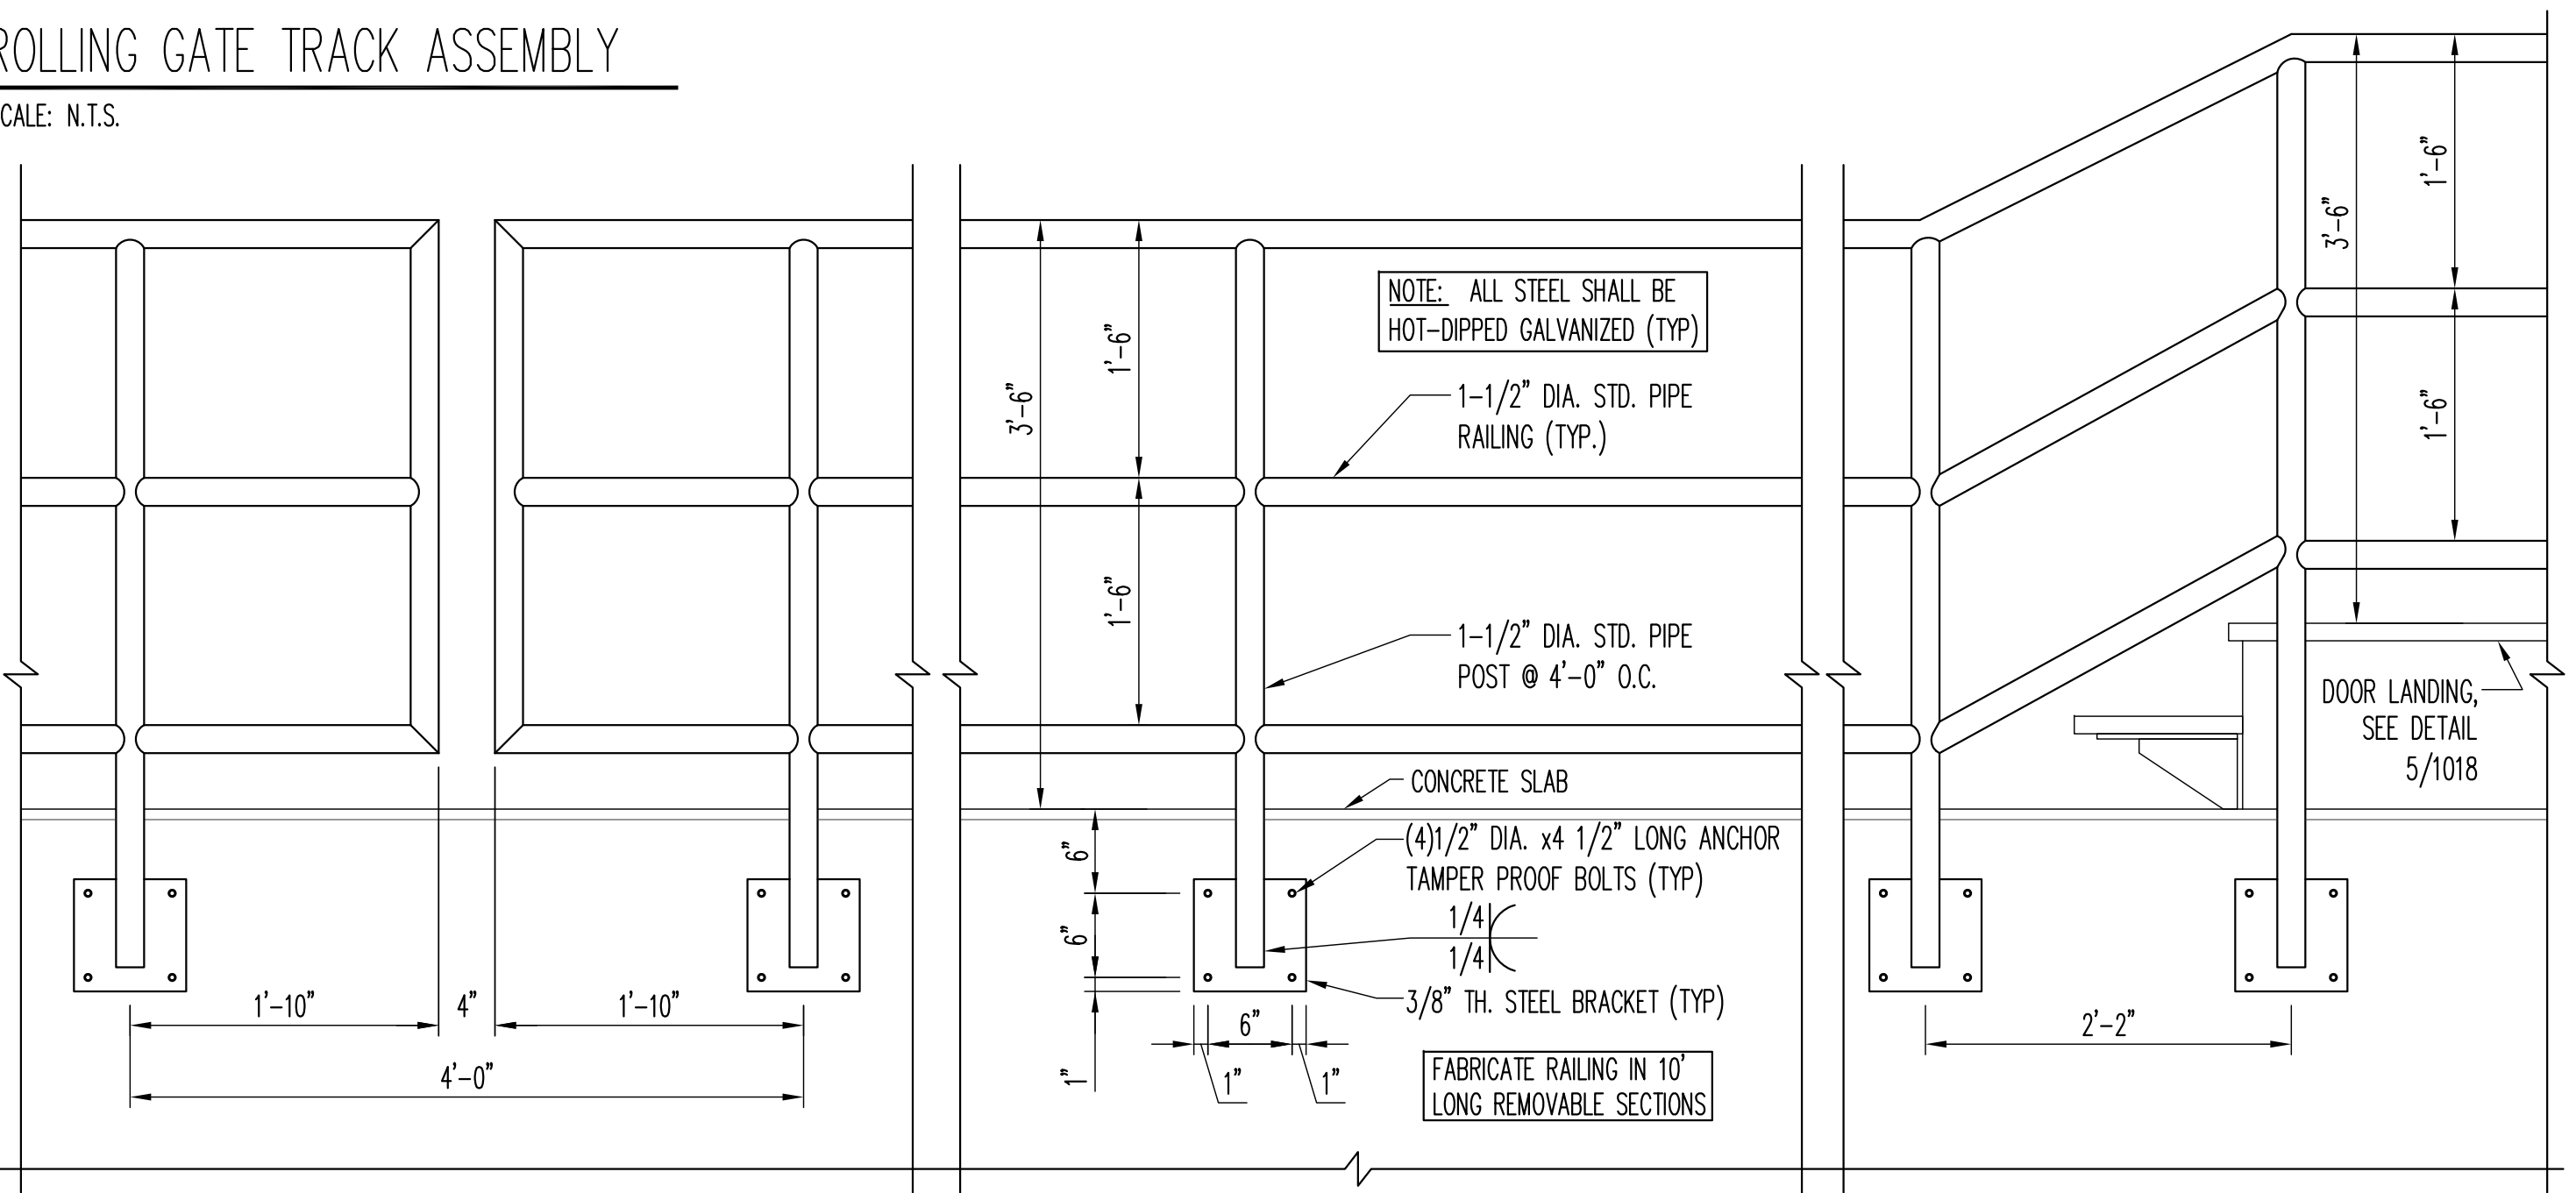 ROLLING GATE TRACK ASSEMBLY
CALE: N.T.S.
NOTE: ALL STEEL SHALL BE
HOT-DIPPED GALVANIZED (TYP)
1-1/2" DIA. STD. PIPE
RAILING (TYP.)
1-1/2" DIA. STD. PIPE
POST @ 4'-0" O.C.
CONCRETE SLAB
(4)1/2" DIA. x4 1/2" LONG ANCHOR
TAMPER PROOF BOLTS (TYP)
1/4
1/4
3/8" TH. STEEL BRACKET (TYP)
FABRICATE RAILING IN 10'
LONG REMOVABLE SECTIONS
DOOR LANDING,
SEE DETAIL
5/1018
1'-10"
4"
1'-10"
4'-0"
3'-6"
1'-6"
1'-6"
6"
6"
1"
6"
1"
1"
2'-2"
3'-6"
1'-6"
1'-6"